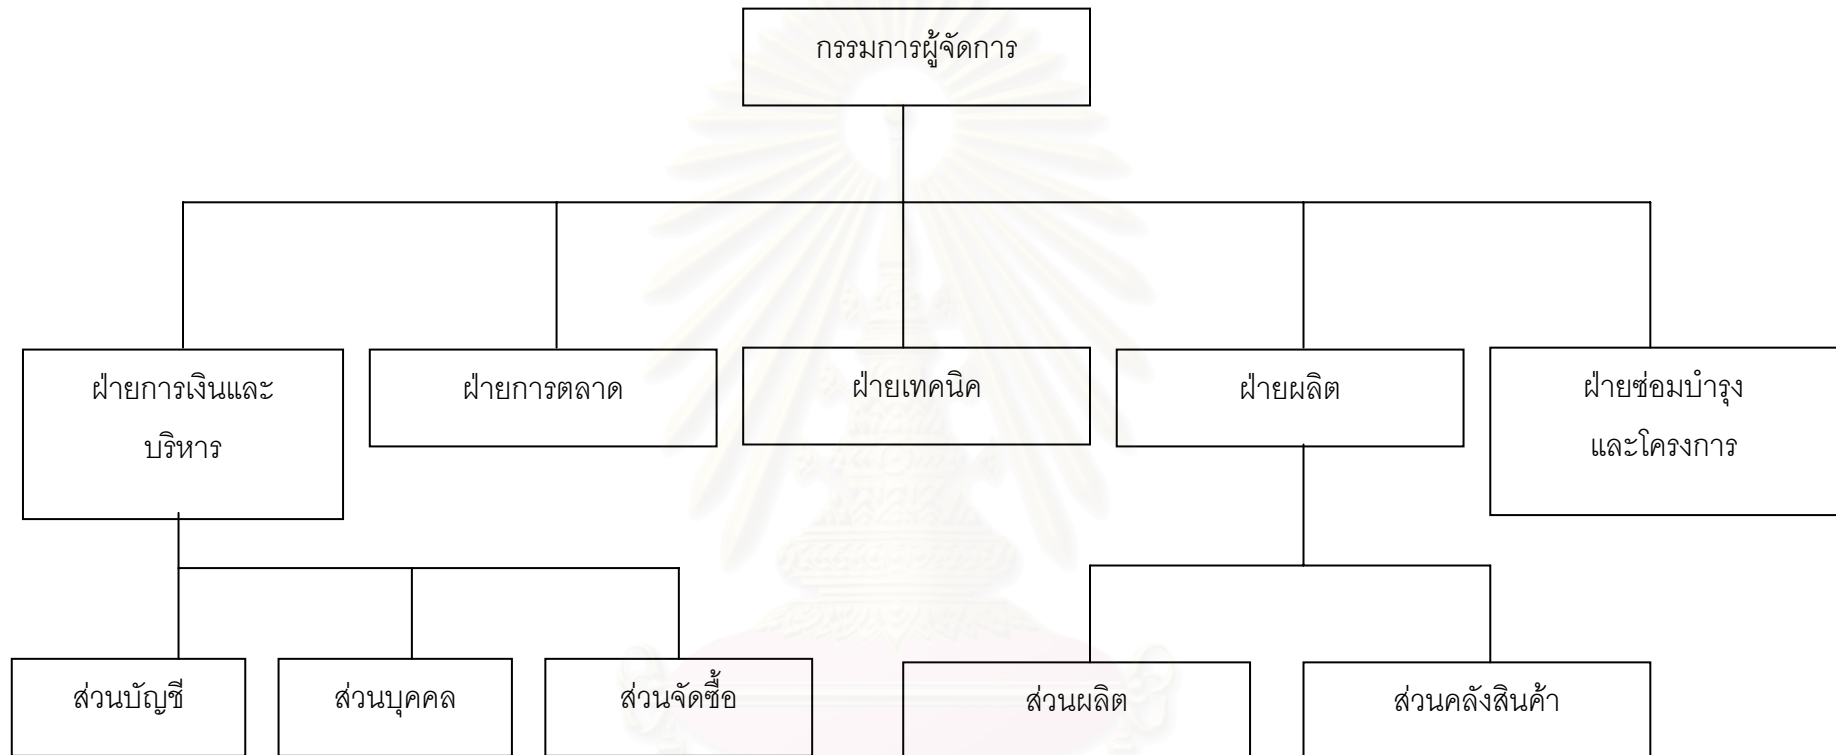 กรรมการผู้จัดการ
ฝ่ายการเงินและ
บริหาร
ฝ่ายการตลาด
ฝ่ายเทคนิค
ฝ่ายผลิต
ฝ่ายซ่อมบำรุง
และโครงการ
ส่วนบัญชี
ส่วนบุคคล
ส่วนจัดซื้อ
ส่วนผลิต
ส่วนคลังสินค้า